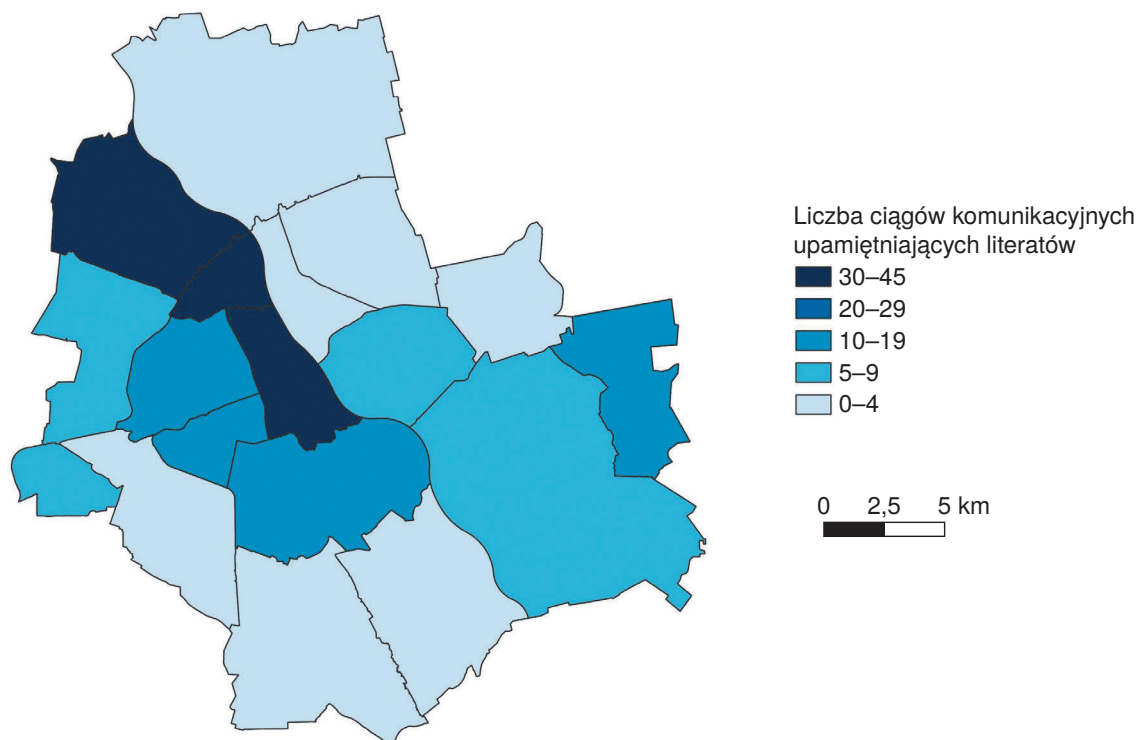 Liczba ciągów komunikacyjnych
upamiętniających literatów
30–45
20–29
10–19
5–9
0–4
0 2,5 5 km